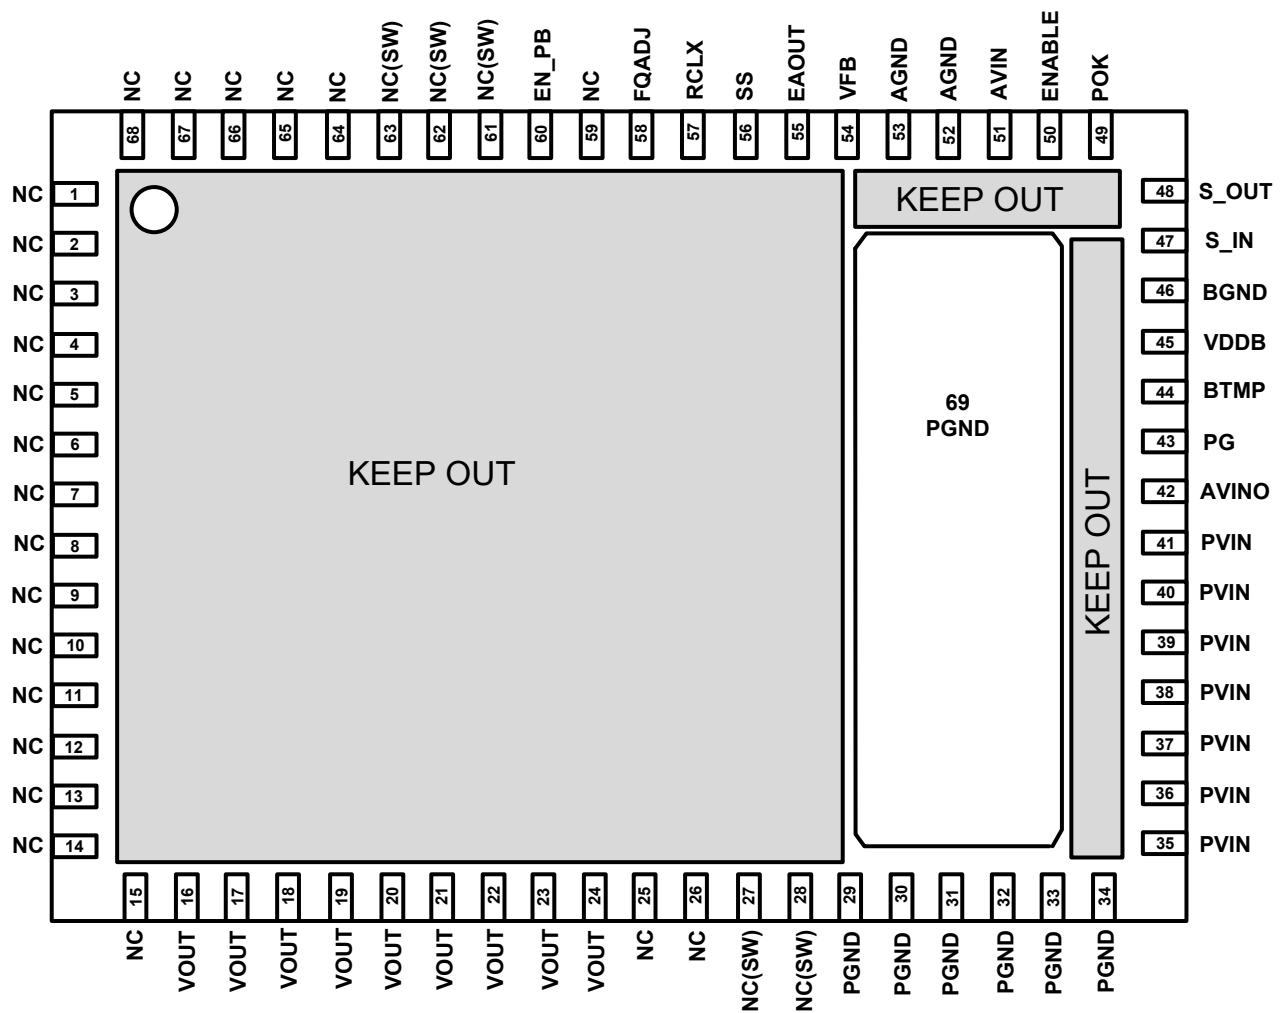 NC
NC
NC
NC
NC
NC(SW)
NC(SW)
NC(SW)
EN_PB
NC
FQADJ
RCLX
SS
EAOUT
VFB
AGND
AGND
AVIN
ENABLE
POK
68
67
66
65
64
63
62
61
60
59
58
57
56
55
54
53
52
51
50
49
NC 1
NC 2
NC 3
NC 4
NC 5
NC 6
NC 7
NC 8
NC 9
NC 10
NC 11
NC 12
NC 13
NC 14
KEEP OUT
KEEP OUT
69
PGND
KEEP OUT
48 S_OUT
47 S_IN
46 BGND
45 VDDB
44 BTMP
43 PG
42 AVINO
41 PVIN
40 PVIN
39 PVIN
38 PVIN
37 PVIN
36 PVIN
35 PVIN
15
16
17
18
19
20
21
22
23
24
25
26
27
28
29
30
31
32
33
34
NC
VOUT
VOUT
VOUT
VOUT
VOUT
VOUT
VOUT
VOUT
VOUT
NC
NC
NC(SW)
NC(SW)
PGND
PGND
PGND
PGND
PGND
PGND